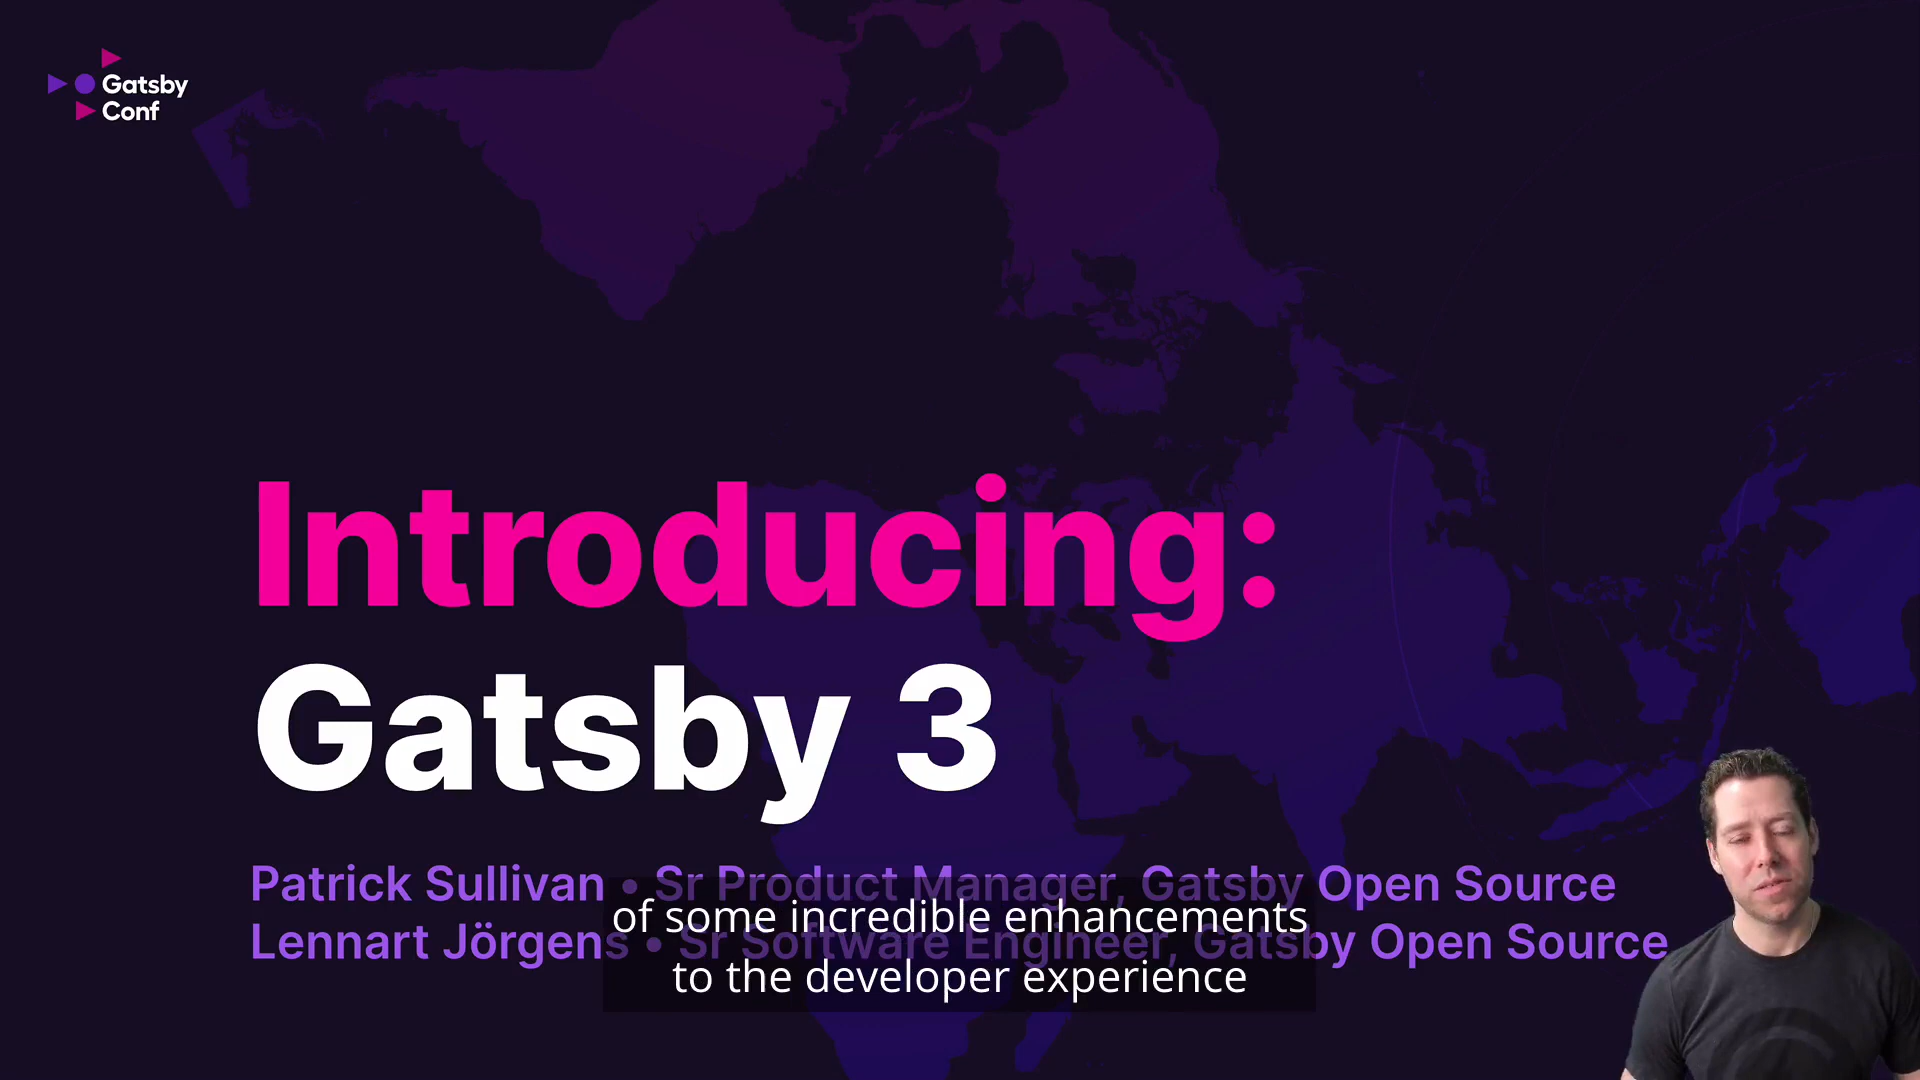 Gatsby
Conf
Introducing:
Gatsby 3
Patrick Sullivan • Sr Product Manager, Gatsby Open Source
Lennart Jörgens • Sr Software Engineer, Gatsby Open Source
of some incredible enhancements
to the developer experience